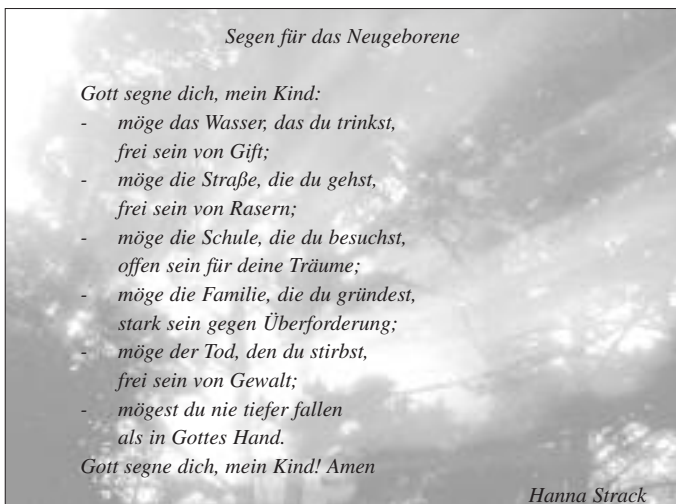 Segen für das Neugeborene
Gott segne dich, mein Kind:
- möge das Wasser, das du trinkst,
frei sein von Gift;
- möge die Straße, die du gehst,
frei sein von Rasern;
- möge die Schule, die du besuchst,
offen sein für deine Träume;
- möge die Familie, die du gründest,
stark sein gegen Überforderung;
- möge der Tod, den du stirbst,
frei sein von Gewalt;
- mögest du nie tiefer fallen
als in Gottes Hand.
Gott segne dich, mein Kind! Amen
Hanna Strack